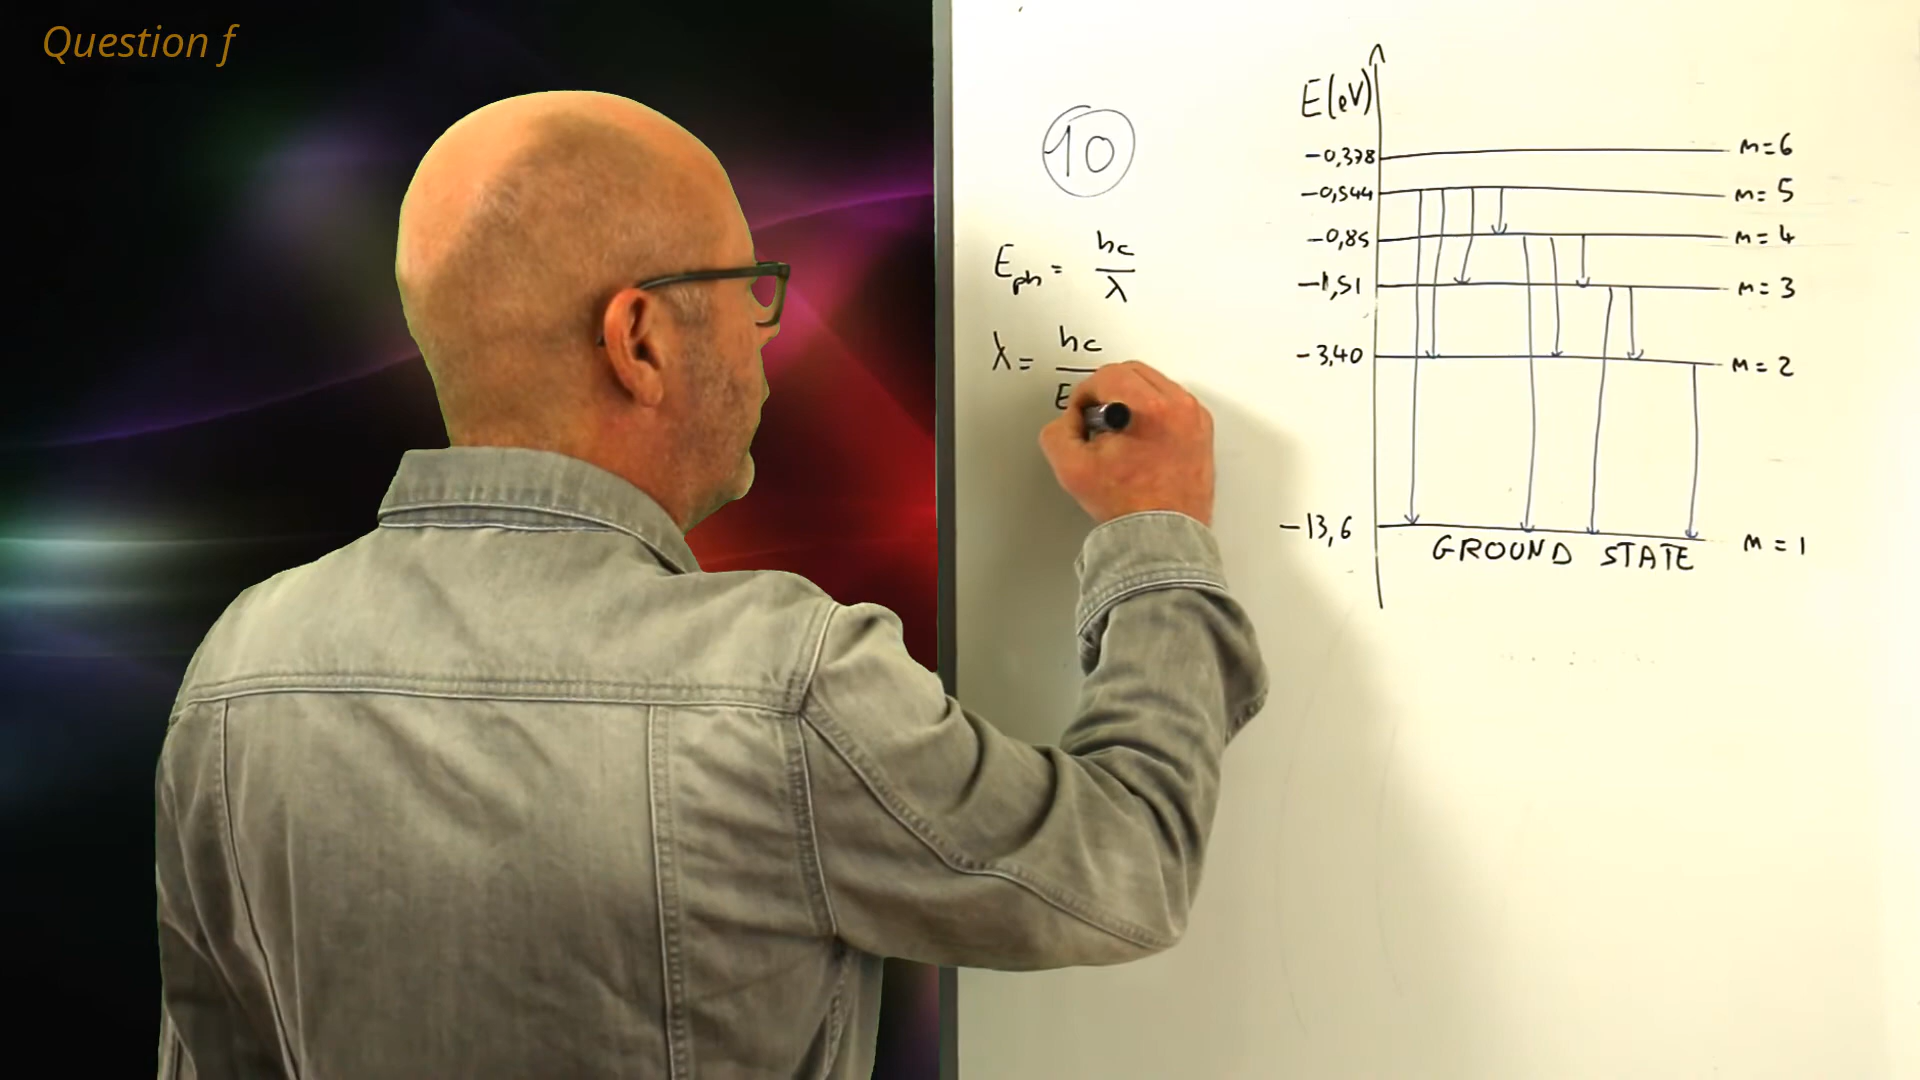 Question f
10
E_ph = hc/λ
λ = hc/E
E(eV)
-0,378 n=6
-0,544 n=5
-0,85 n=4
-1,51 n=3
-3,40 n=2
-13,6 n=1
GROUND STATE